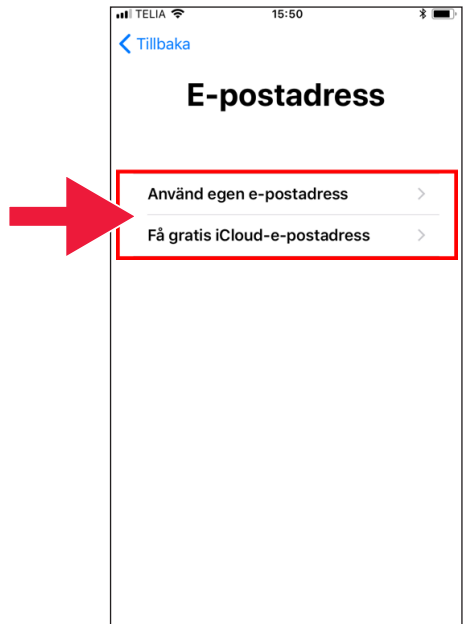 TELIA 15:50
Tillbaka
E-postadress
Använd egen e-postadress
Få gratis iCloud-e-postadress